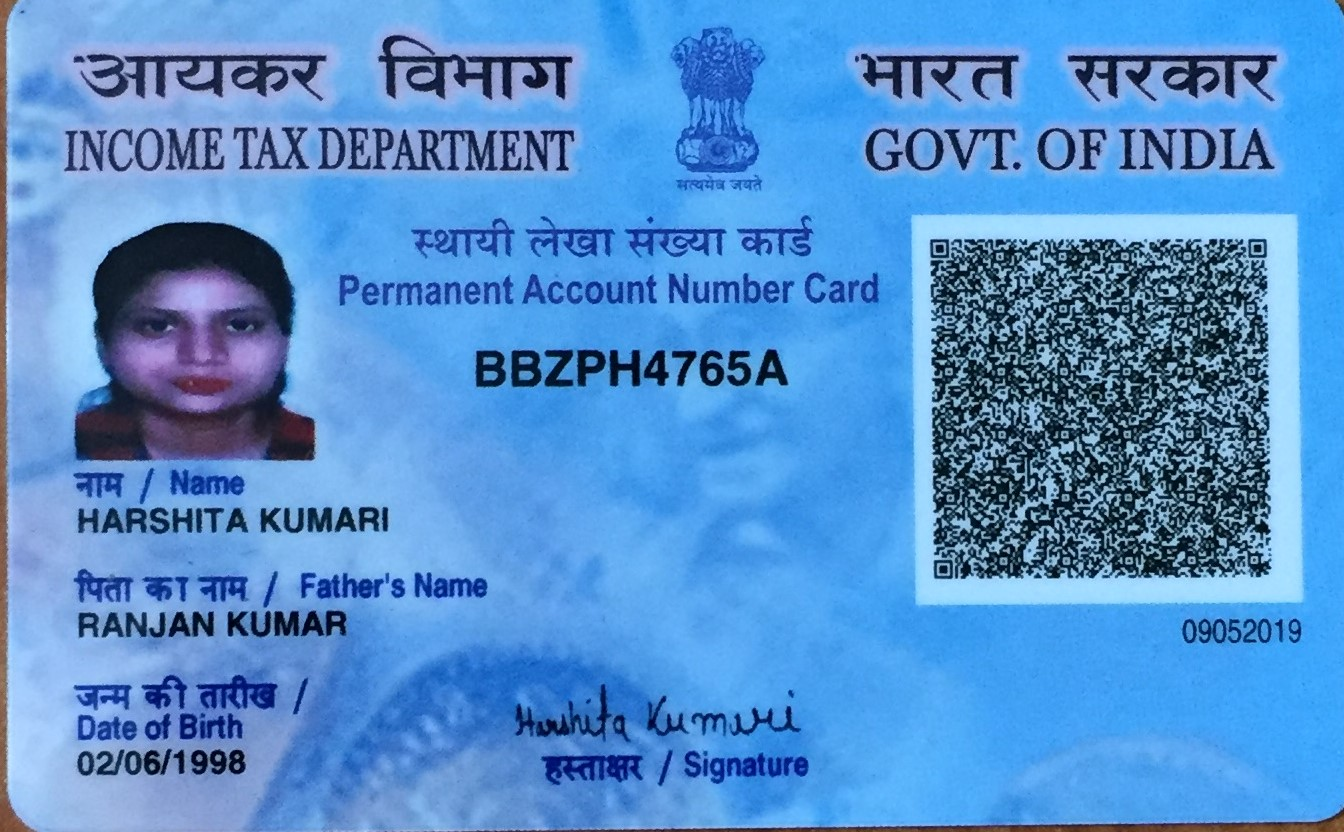 आयकर विभाग
INCOME TAX DEPARTMENT
सत्यमेव जयते
भारत सरकार
GOVT. OF INDIA
स्थायी लेखा संख्या कार्ड
Permanent Account Number Card
BBZPH4765A
नाम / Name
HARSHITA KUMARI
पिता का नाम / Father's Name
RANJAN KUMAR
जन्म की तारीख /
Date of Birth
02/06/1998
Harshita Kumari
हस्ताक्षर / Signature
09052019